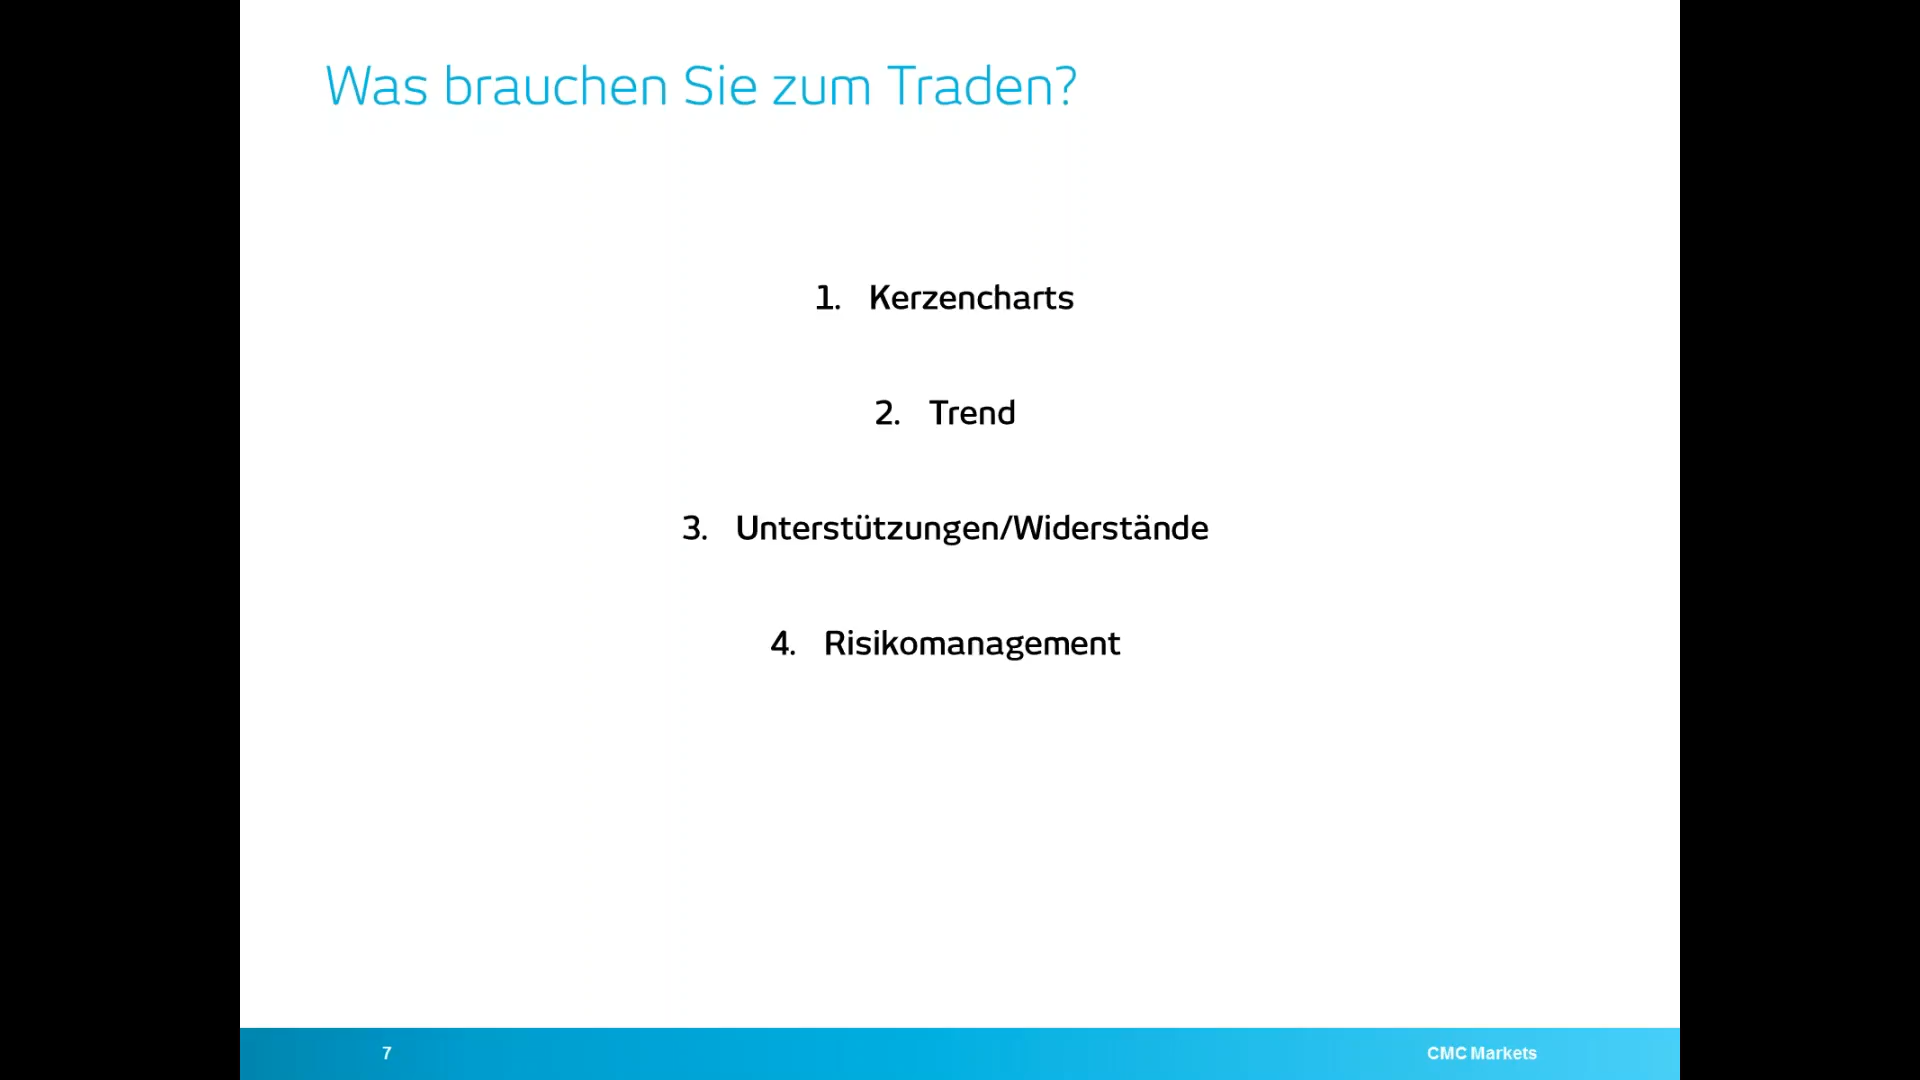 Was brauchen Sie zum Traden?
1. Kerzencharts
2. Trend
3. Unterstützungen/Widerstände
4. Risikomanagement
7
CMC Markets